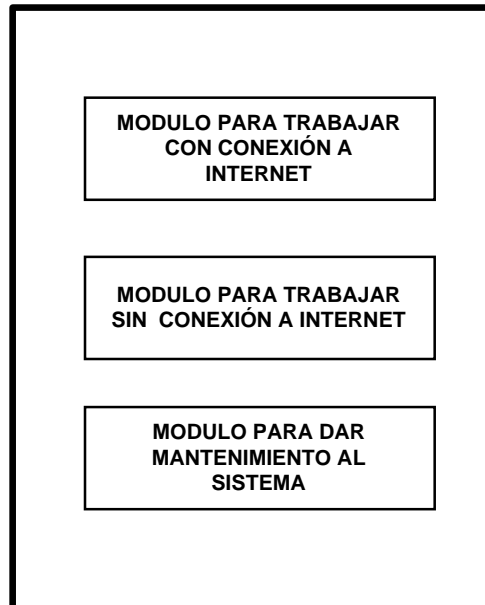 MODULO PARA TRABAJAR
CON CONEXIÓN A
INTERNET
MODULO PARA TRABAJAR
SIN CONEXIÓN A INTERNET
MODULO PARA DAR
MANTENIMIENTO AL
SISTEMA